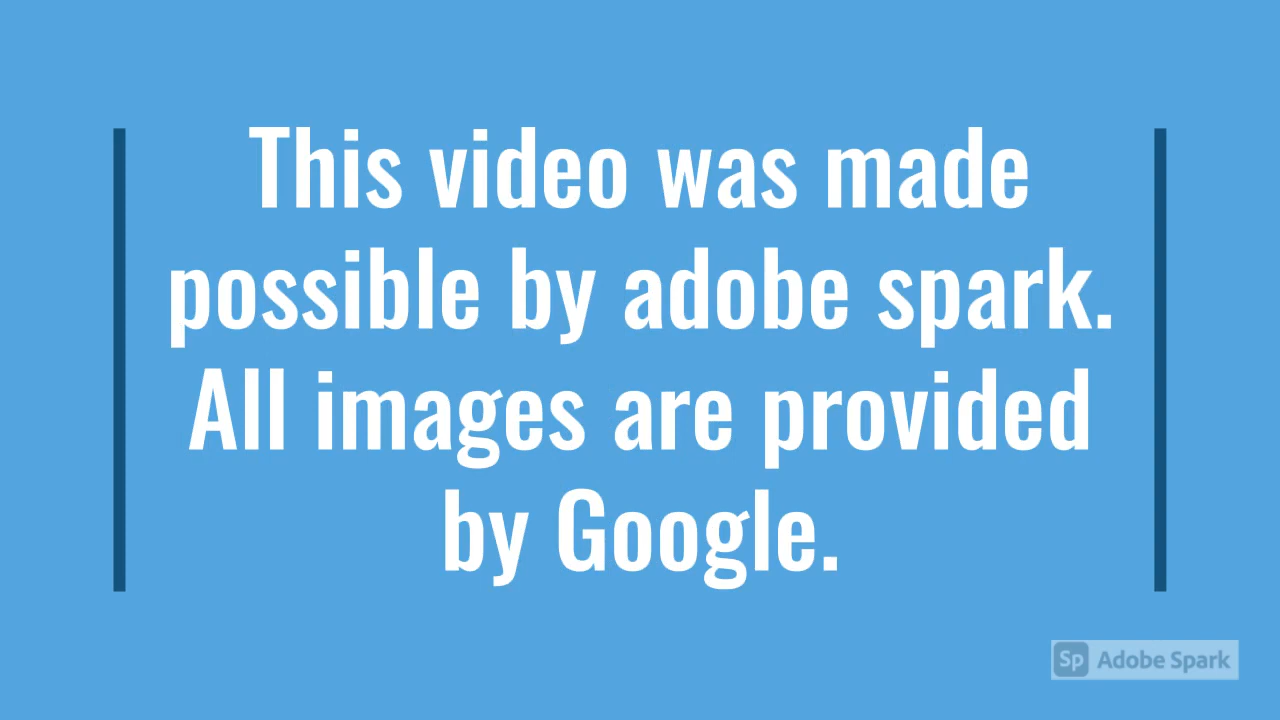 This video was made
possible by adobe spark.
All images are provided
by Google.
Sp Adobe Spark